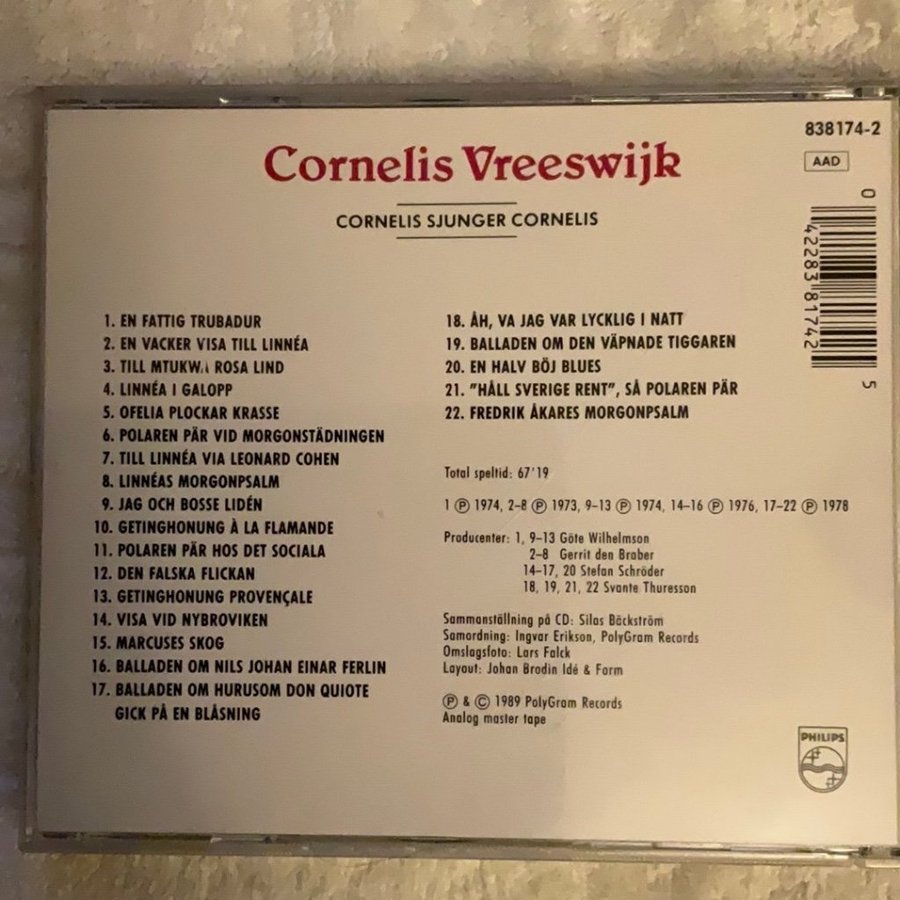 838174-2
AAD
Cornelis Vreeswijk
CORNELIS SJUNGER CORNELIS
0 42283 81742 5
1. EN FATTIG TRUBADUR
2. EN VACKER VISA TILL LINNÉA
3. TILL ROSA LIND
4. LINNÉA I GALOPP
5. OFELIA PLOCKAR KRASSE
6. POLAREN PÄR VID MORGONSTÄDNINGEN
7. TILL LINNÉA VIA LEONARD COHEN
8. LINNÉAS MORGONPSALM
9. JAG OCH BOSSE LIDÉN
10. GETINGHONUNG À LA FLAMANDE
11. POLAREN PÄR HOS DET SOCIALA
12. DEN FALSKA FLICKAN
13. GETINGHONUNG PROVENÇALE
14. VISA VID NYBROVIKEN
15. MARCUSES SKOG
16. BALLADEN OM NILS JOHAN EINAR FERLIN
17. BALLADEN OM HURUSOM DON QUIOTE
GICK PÅ EN BLÅSNING
18. ÅH, VA JAG VAR LYCKLIG I NATT
19. BALLADEN OM DEN VÄPNADE TIGGAREN
20. EN HALV BÖJ BLUES
21. "HÅLL SVERIGE RENT", SÅ POLAREN PÄR
22. FREDRIK ÅKARES MORGONPSALM
Total speltid: 67'19
1 Ⓟ 1974, 2–8 Ⓟ 1973, 9–13 Ⓟ 1974, 14–16 Ⓟ 1976, 17–22 Ⓟ 1978
Producenter: 1, 9–13 Göte Wilhelmson
2–8 Gerrit den Braber
14–17, 20 Stefan Schröder
18, 19, 21, 22 Svante Thuresson
Sammanställning på CD: Silas Bäckström
Samordning: Ingvar Erikson, PolyGram Records
Omslagsfoto: Lars Falck
Layout: Johan Brodin Idé & Form
Ⓟ & © 1989 PolyGram Records
Analog master tape
PHILIPS